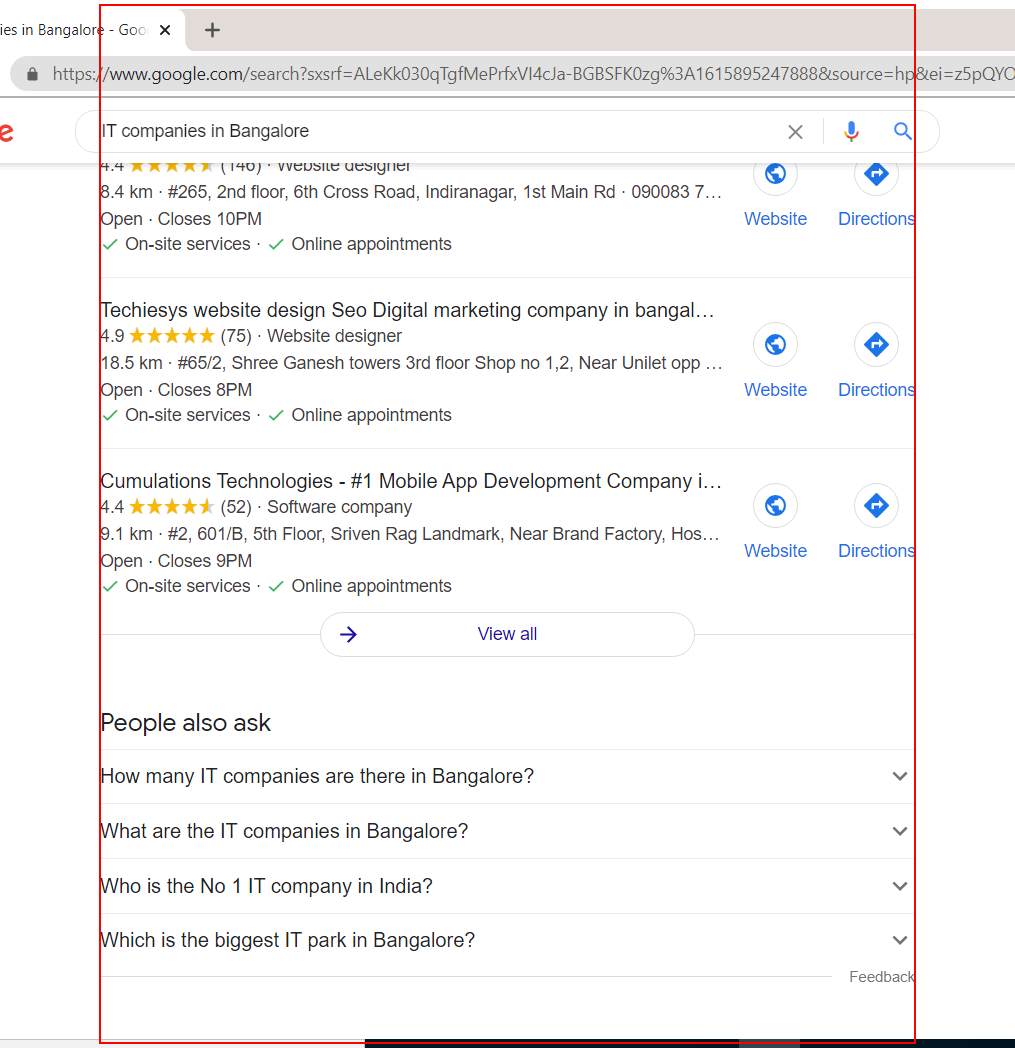 ies in Bangalore - Goo
https://www.google.com/search?sxsrf=ALeKk030qTgfMePrfxVI4cJa-BGBSFK0zg%3A1615895247888&source=hp&ei=z5pQYO
e
IT companies in Bangalore
4.4 (146) · Website designer
8.4 km · #265, 2nd floor, 6th Cross Road, Indiranagar, 1st Main Rd · 090083 7…
Open · Closes 10PM
On-site services · Online appointments
Website Directions
Techiesys website design Seo Digital marketing company in bangal…
4.9 (75) · Website designer
18.5 km · #65/2, Shree Ganesh towers 3rd floor Shop no 1,2, Near Unilet opp …
Open · Closes 8PM
On-site services · Online appointments
Website Directions
Cumulations Technologies - #1 Mobile App Development Company i…
4.4 (52) · Software company
9.1 km · #2, 601/B, 5th Floor, Sriven Rag Landmark, Near Brand Factory, Hos…
Open · Closes 9PM
On-site services · Online appointments
Website Directions
View all
People also ask
How many IT companies are there in Bangalore?
What are the IT companies in Bangalore?
Who is the No 1 IT company in India?
Which is the biggest IT park in Bangalore?
Feedback